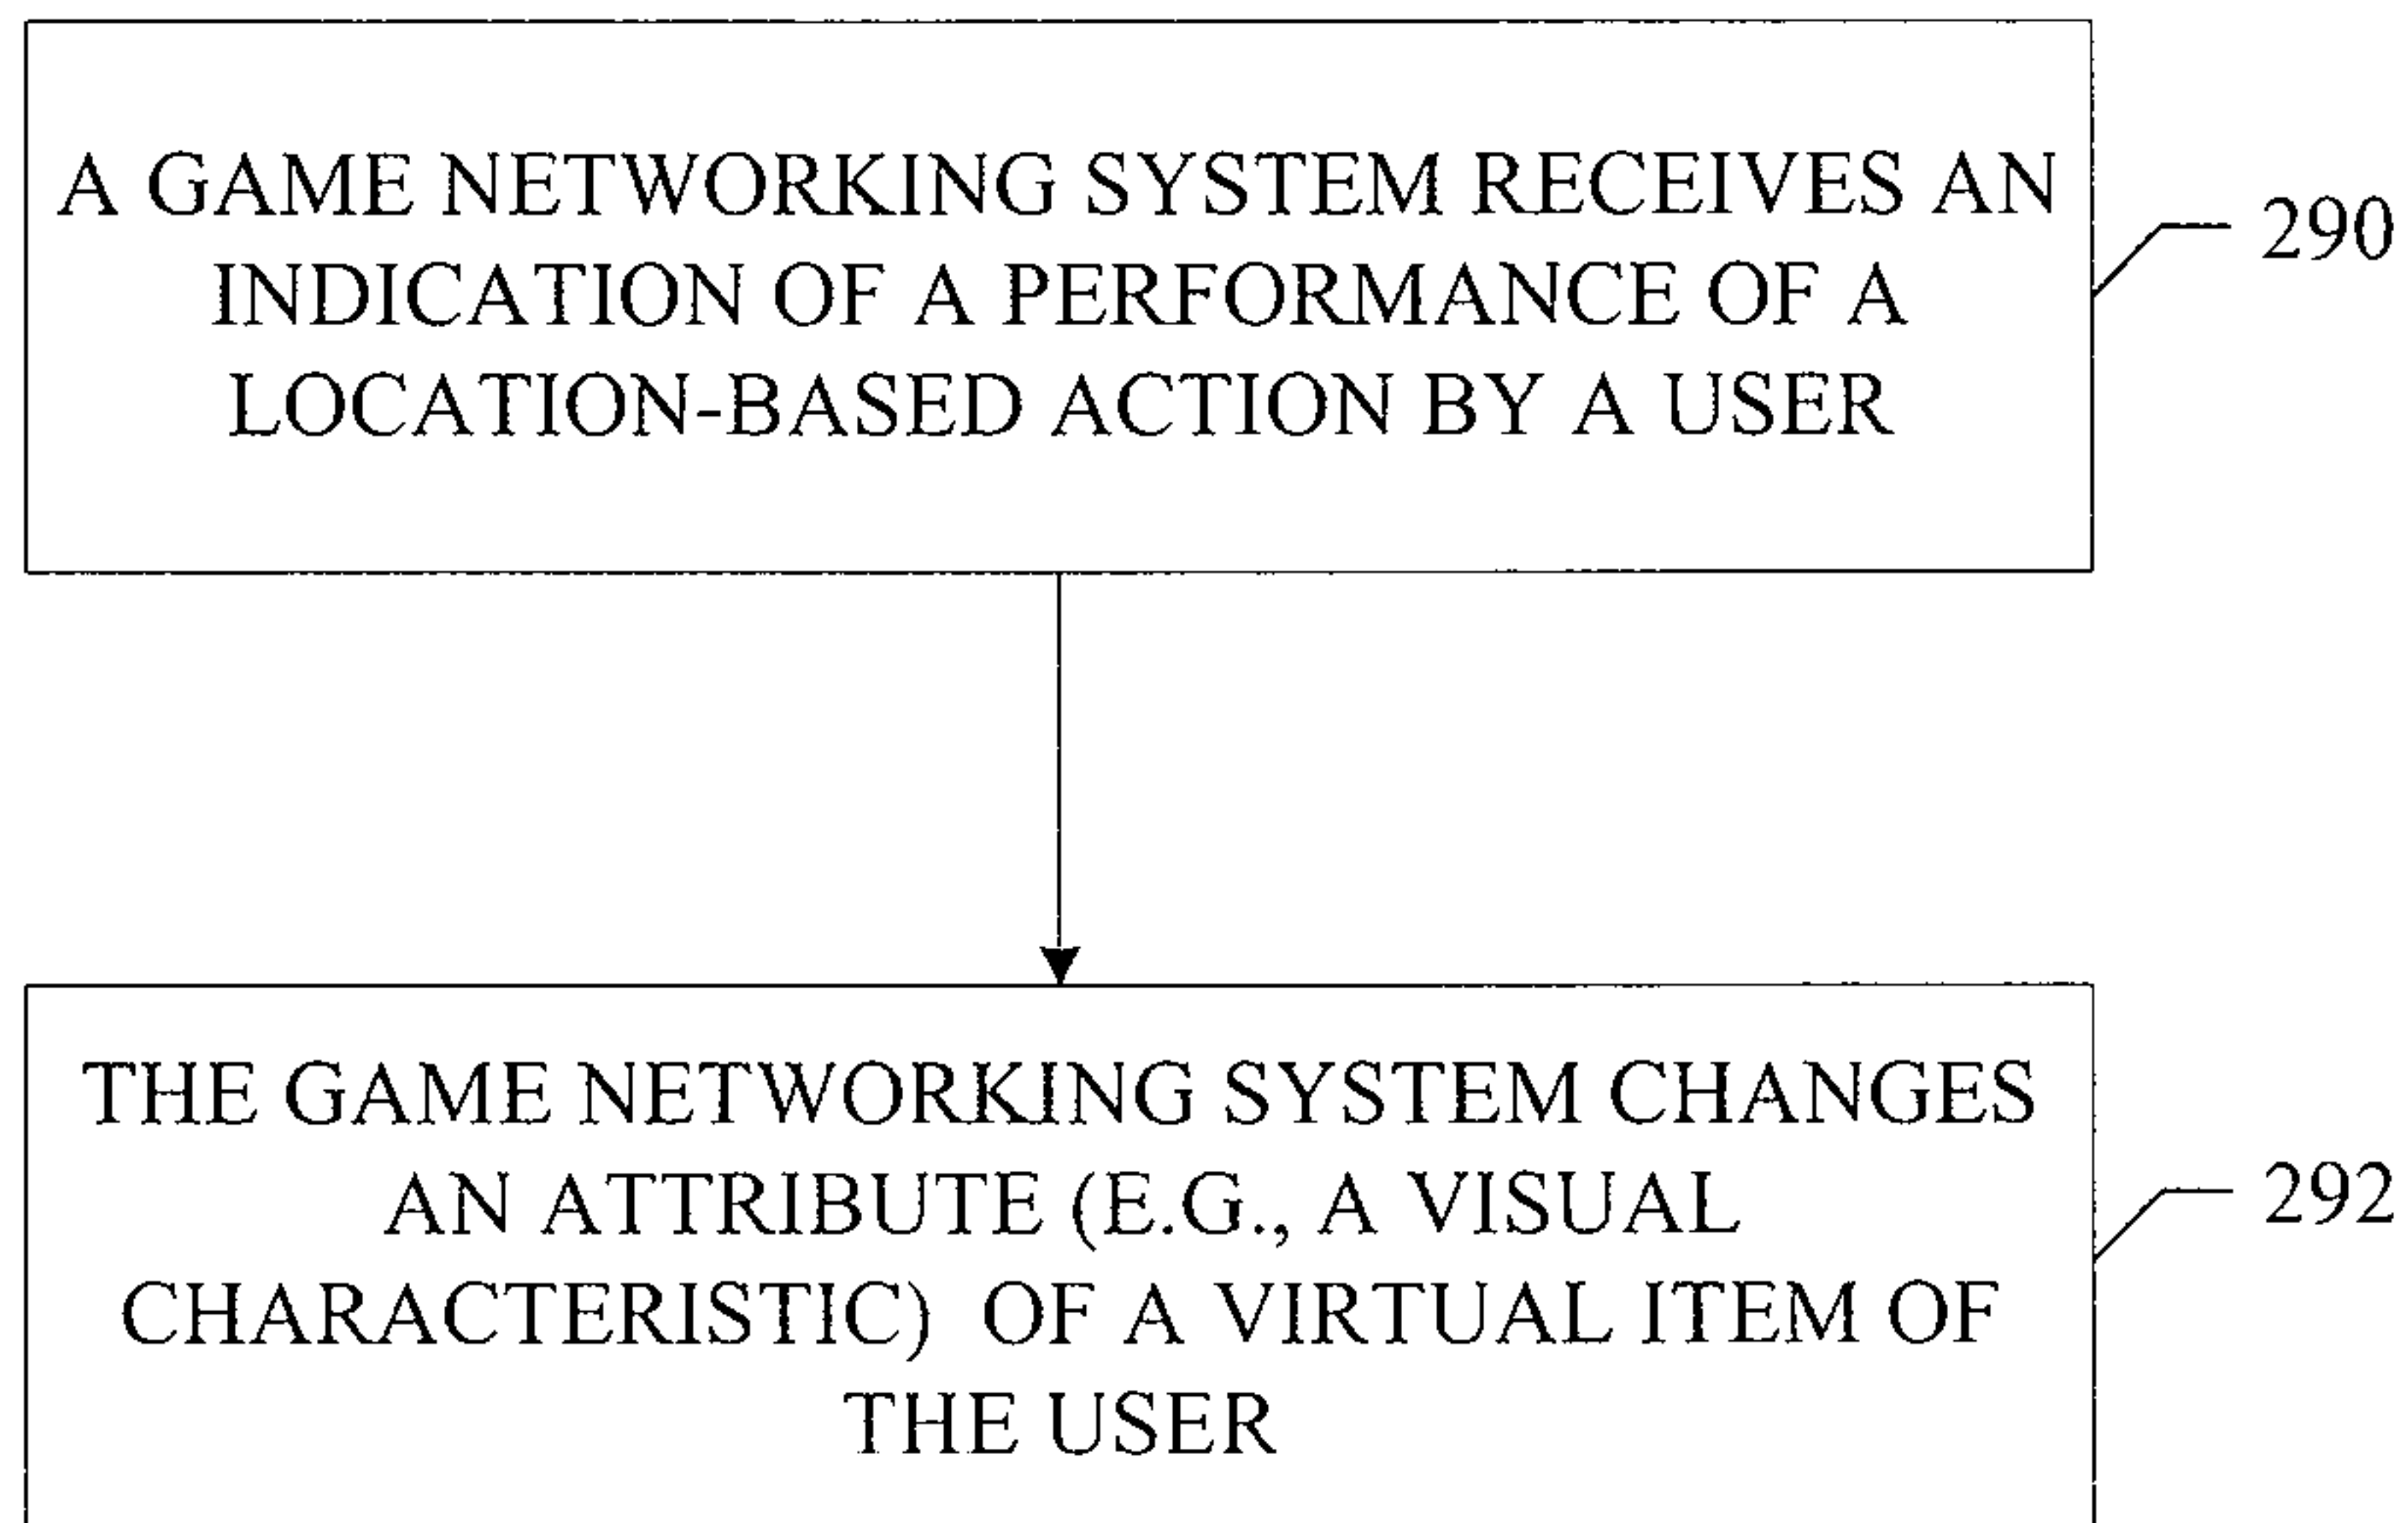 A GAME NETWORKING SYSTEM RECEIVES AN
INDICATION OF A PERFORMANCE OF A
LOCATION-BASED ACTION BY A USER
290
THE GAME NETWORKING SYSTEM CHANGES
AN ATTRIBUTE (E.G., A VISUAL
CHARACTERISTIC) OF A VIRTUAL ITEM OF
THE USER
292